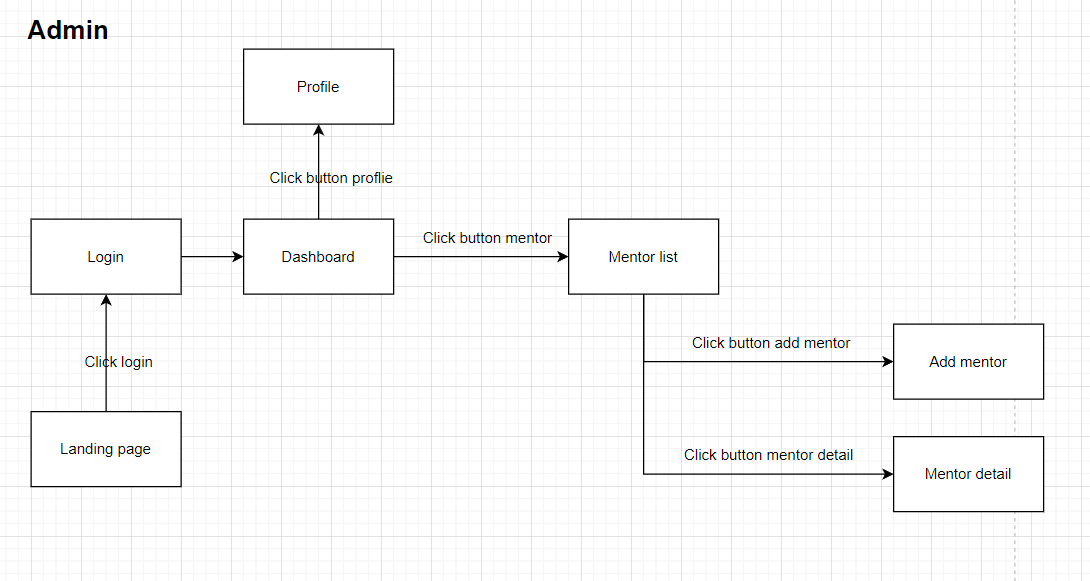 Admin
Profile
Click button proflie
Login
Dashboard
Click button mentor
Mentor list
Click login
Click button add mentor
Add mentor
Landing page
Click button mentor detail
Mentor detail